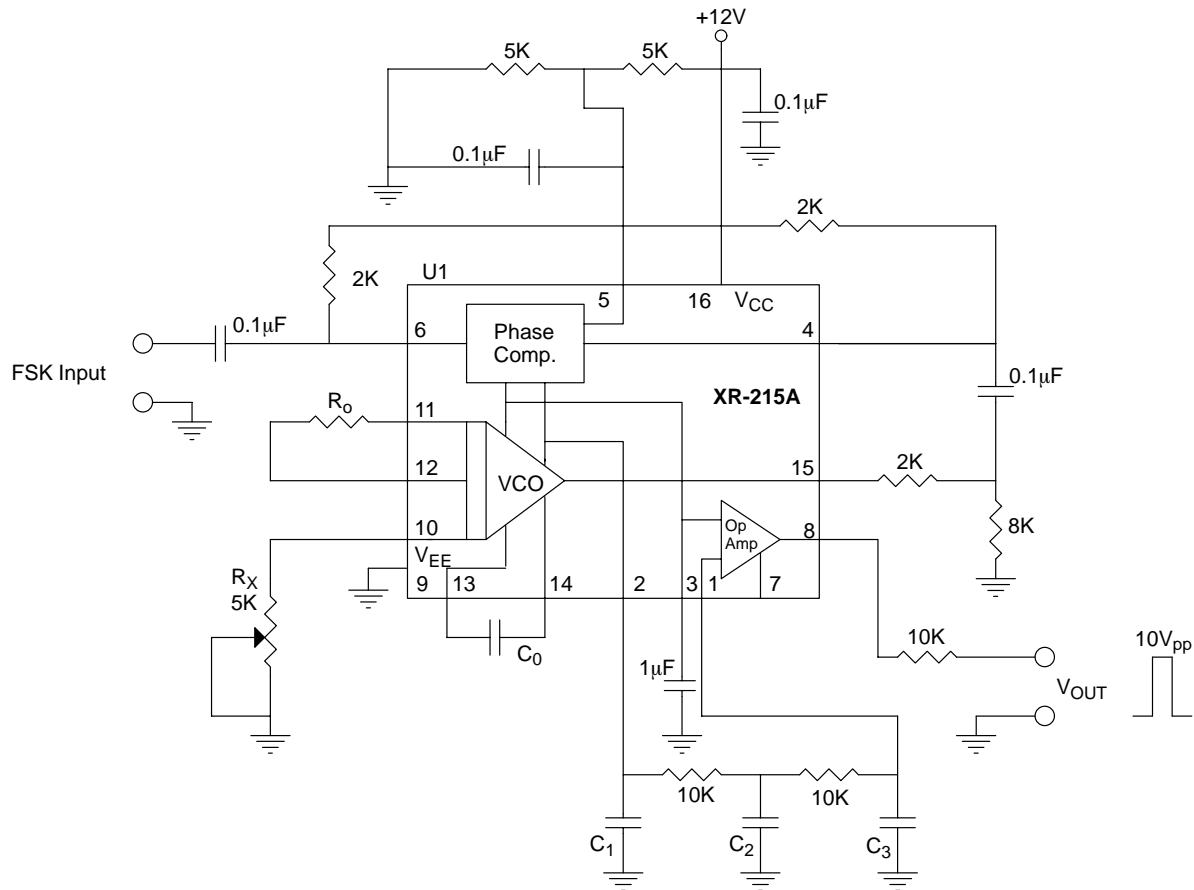 +12V
5K
5K
0.1μF
0.1μF
2K
2K
U1
5
16
VCC
0.1μF
6
Phase
Comp.
4
FSK Input
0.1μF
XR-215A
Ro
11
12
VCO
15
2K
10
Op
Amp
8
8K
VEE
RX
5K
9
13
14
2
3
1
7
C0
10K
10Vpp
1μF
VOUT
10K
10K
C1
C2
C3